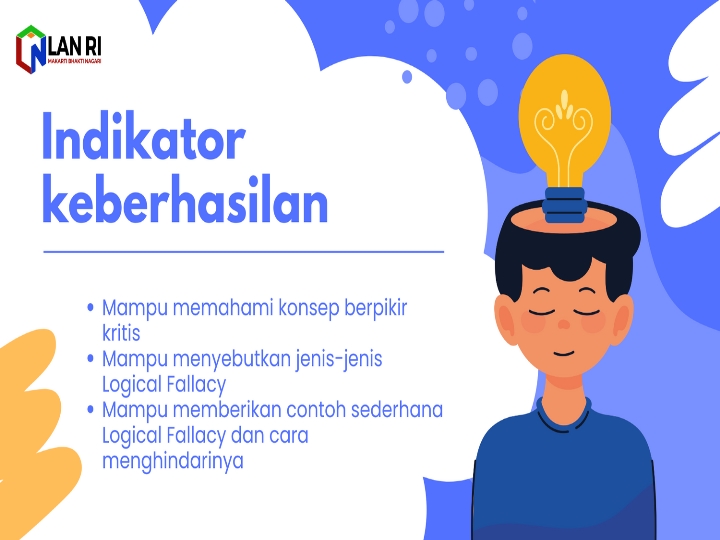 LAN RI
MAKARTI BHAKTI NAGARI
Indikator
keberhasilan
• Mampu memahami konsep berpikir
kritis
• Mampu menyebutkan jenis-jenis
Logical Fallacy
• Mampu memberikan contoh sederhana
Logical Fallacy dan cara
menghindarinya